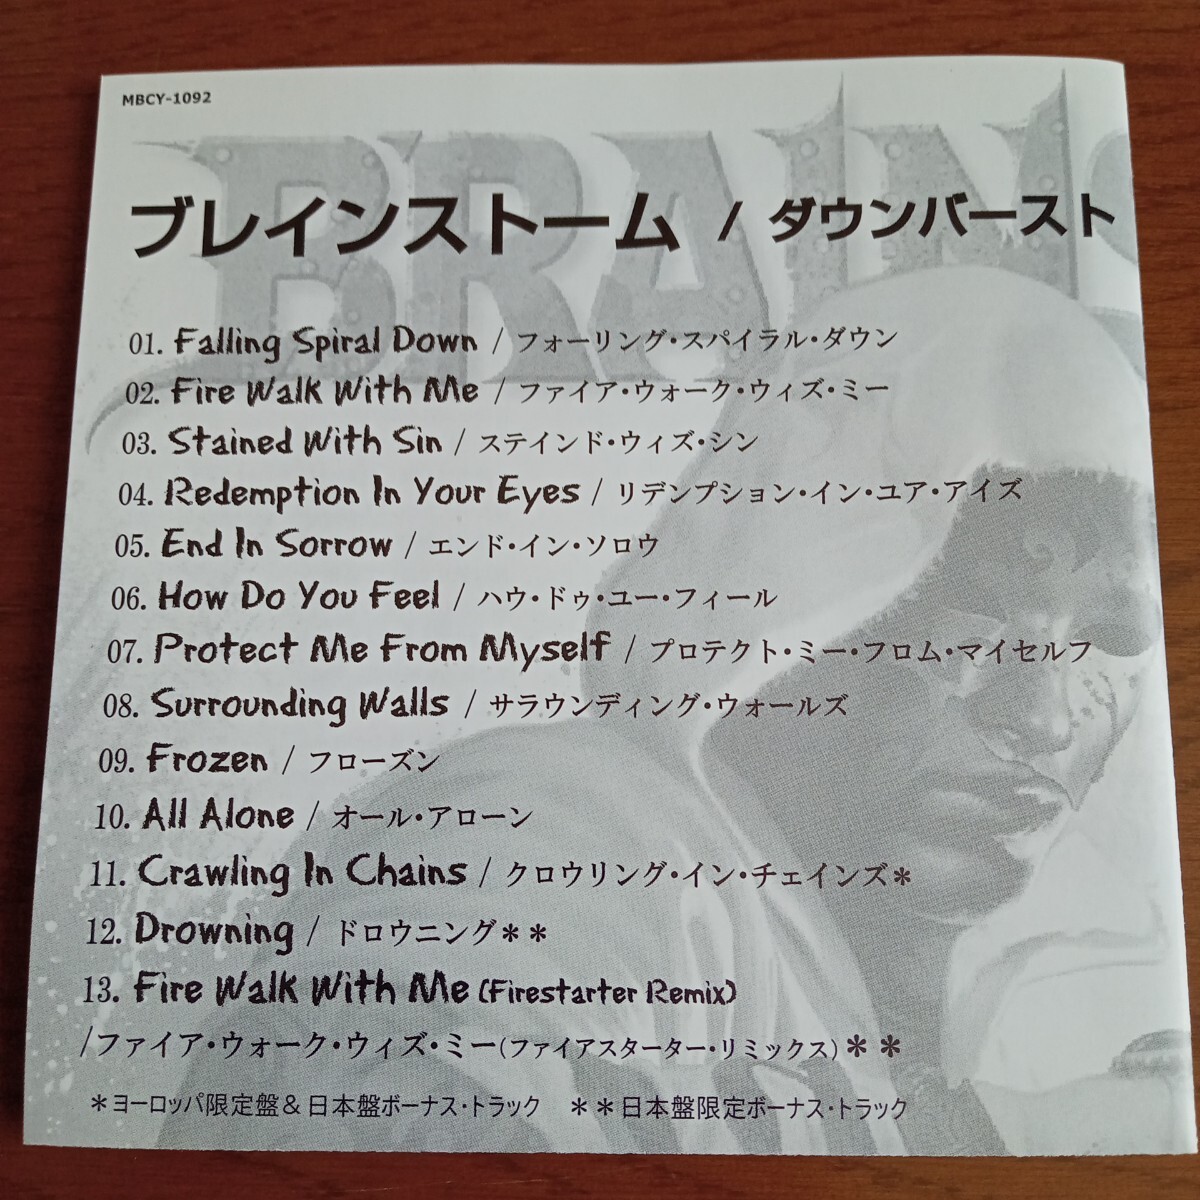 MBCY-1092
BRAINS
ブレインストーム / ダウンバースト
01. Falling Spiral Down / フォーリング・スパイラル・ダウン
02. Fire Walk With Me / ファイア・ウォーク・ウィズ・ミー
03. Stained With Sin / ステインド・ウィズ・シン
04. Redemption In Your Eyes / リデンプション・イン・ユア・アイズ
05. End In Sorrow / エンド・イン・ソロウ
06. How Do You Feel / ハウ・ドゥ・ユー・フィール
07. Protect Me From Myself / プロテクト・ミー・フロム・マイセルフ
08. Surrounding Walls / サラウンディング・ウォールズ
09. Frozen / フローズン
10. All Alone / オール・アローン
11. Crawling In Chains / クロウリング・イン・チェインズ＊
12. Drowning / ドロウニング＊＊
13. Fire Walk With Me (Firestarter Remix)
/ファイア・ウォーク・ウィズ・ミー(ファイアスターター・リミックス)＊＊
＊ヨーロッパ限定盤&日本盤ボーナス・トラック ＊＊日本盤限定ボーナス・トラック